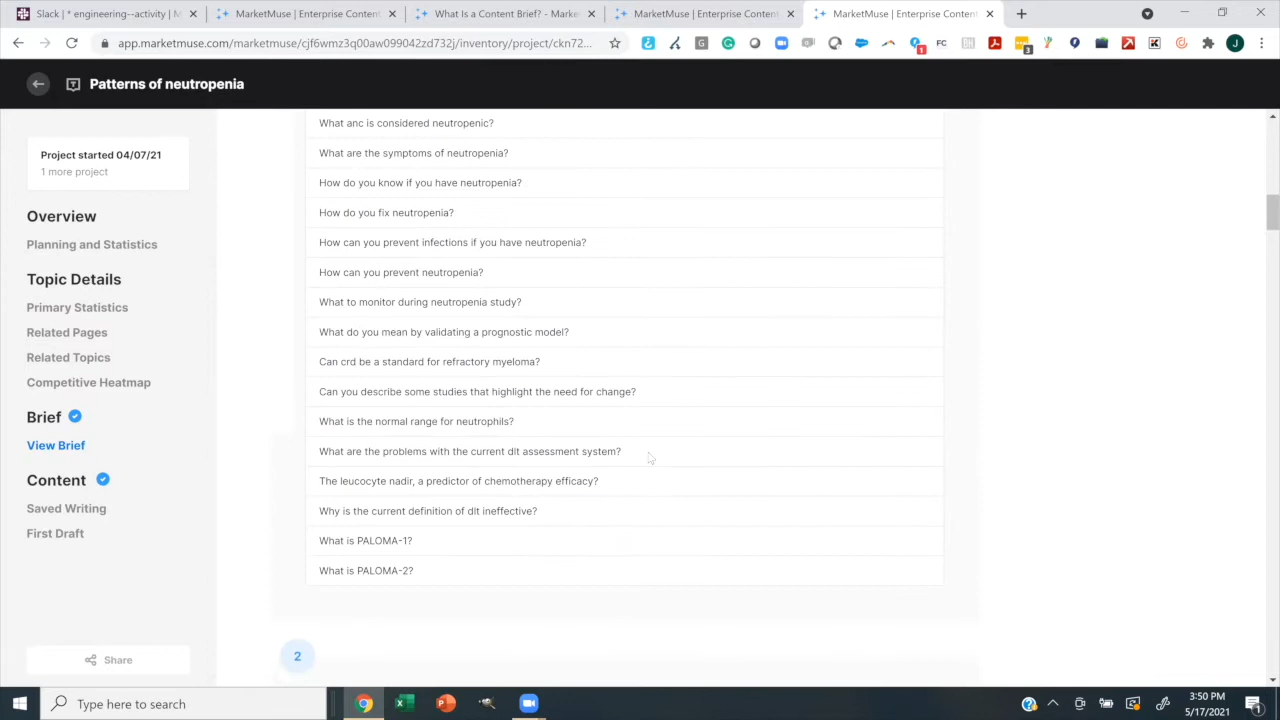 Slack | * engineering--activity | M
MarketMuse | Enterprise Content
What Is a Content Brief? - Marke
MarketMuse | Enterprise Content
MarketMuse | Enterprise Content
app.marketmuse.com/marketmuse/cjf6wmz3q00aw099042zd732j/inventory/project/ckn72...
Patterns of neutropenia
Project started 04/07/21
1 more project
Overview
Planning and Statistics
Topic Details
Primary Statistics
Related Pages
Related Topics
Competitive Heatmap
Brief
View Brief
Content
Saved Writing
First Draft
Share
What anc is considered neutropenic?
What are the symptoms of neutropenia?
How do you know if you have neutropenia?
How do you fix neutropenia?
How can you prevent infections if you have neutropenia?
How can you prevent neutropenia?
What to monitor during neutropenia study?
What do you mean by validating a prognostic model?
Can crd be a standard for refractory myeloma?
Can you describe some studies that highlight the need for change?
What is the normal range for neutrophils?
What are the problems with the current dlt assessment system?
The leucocyte nadir, a predictor of chemotherapy efficacy?
Why is the current definition of dlt ineffective?
What is PALOMA-1?
What is PALOMA-2?
2
Type here to search
3:50 PM
5/17/2021